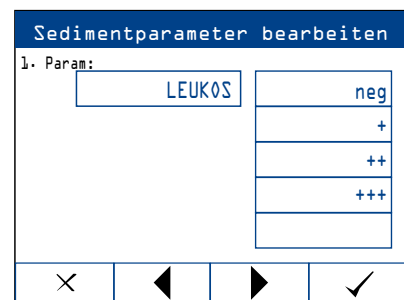 Sedimentparameter bearbeiten
1. Param:
LEUKOS
neg
+
++
+++